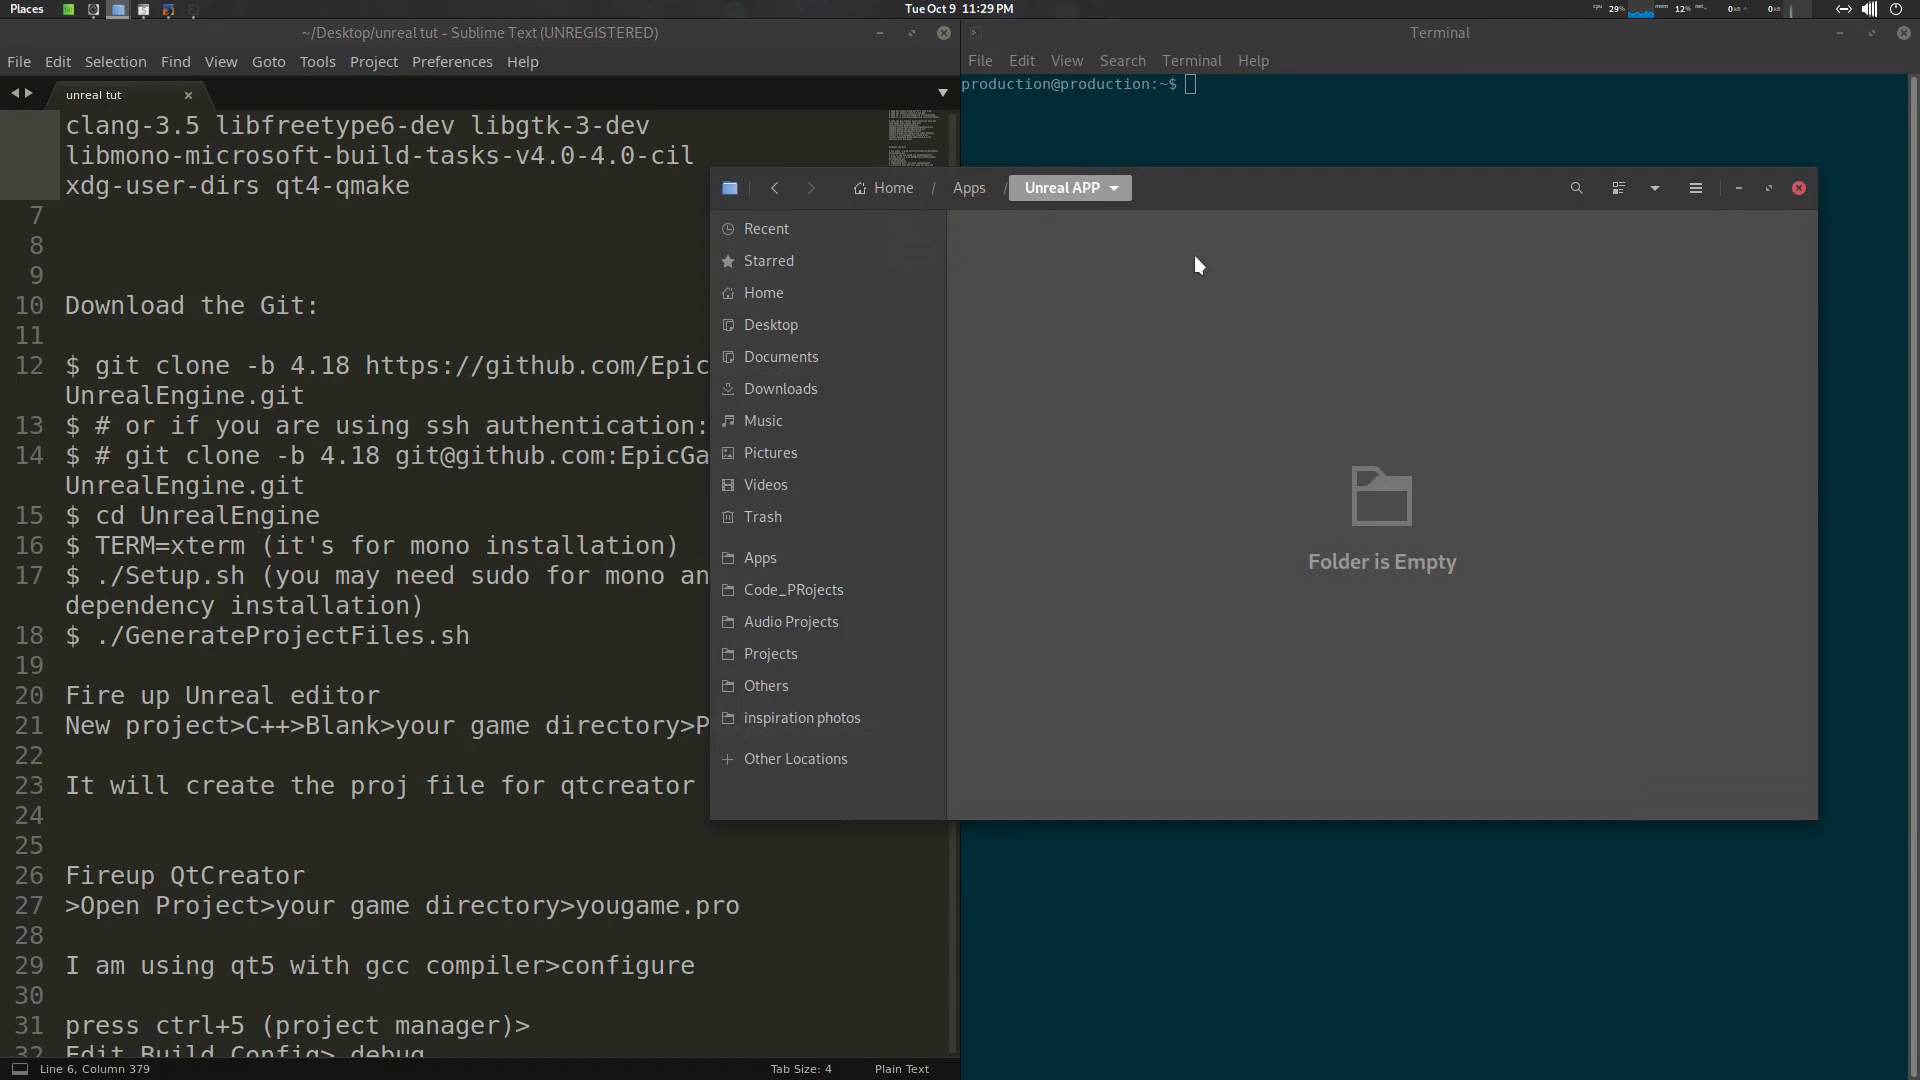 Places
Tue Oct 9 11:29 PM
cpu 29% mem 12% net
~/Desktop/unreal tut - Sublime Text (UNREGISTERED)
File Edit Selection Find View Goto Tools Project Preferences Help
unreal tut
clang-3.5 libfreetype6-dev libgtk-3-dev
libmono-microsoft-build-tasks-v4.0-4.0-cil
xdg-user-dirs qt4-qmake
7
8
9
10 Download the Git:
11
12 $ git clone -b 4.18 https://github.com/Epic
UnrealEngine.git
13 $ # or if you are using ssh authentication:
14 $ # git clone -b 4.18 git@github.com:EpicGa
UnrealEngine.git
15 $ cd UnrealEngine
16 $ TERM=xterm (it's for mono installation)
17 $ ./Setup.sh (you may need sudo for mono an
dependency installation)
18 $ ./GenerateProjectFiles.sh
19
20 Fire up Unreal editor
21 New project>C++>Blank>your game directory>P
22
23 It will create the proj file for qtcreator
24
25
26 Fireup QtCreator
27 >Open Project>your game directory>yougame.pro
28
29 I am using qt5 with gcc compiler>configure
30
31 press ctrl+5 (project manager)>
32 Edit Build Config> debug
Line 6, Column 379
Tab Size: 4
Plain Text
Terminal
File Edit View Search Terminal Help
production@production:~$
Home / Apps / Unreal APP
Recent
Starred
Home
Desktop
Documents
Downloads
Music
Pictures
Videos
Trash
Apps
Code_PRojects
Audio Projects
Projects
Others
inspiration photos
Other Locations
Folder is Empty